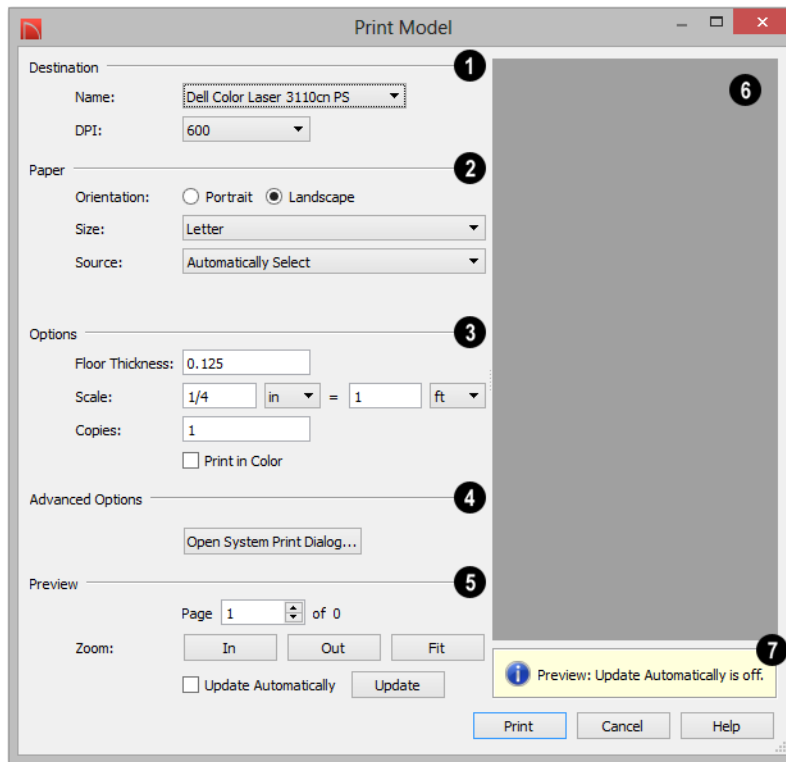 Print Model
Destination 1
Name: Dell Color Laser 3110cn PS
DPI: 600
Paper 2
Orientation: Portrait Landscape
Size: Letter
Source: Automatically Select
Options 3
Floor Thickness: 0.125
Scale: 1/4 in = 1 ft
Copies: 1
Print in Color
Advanced Options 4
Open System Print Dialog...
Preview 5
Page 1 of 0
Zoom: In Out Fit
Update Automatically Update
6
7
Preview: Update Automatically is off.
Print Cancel Help